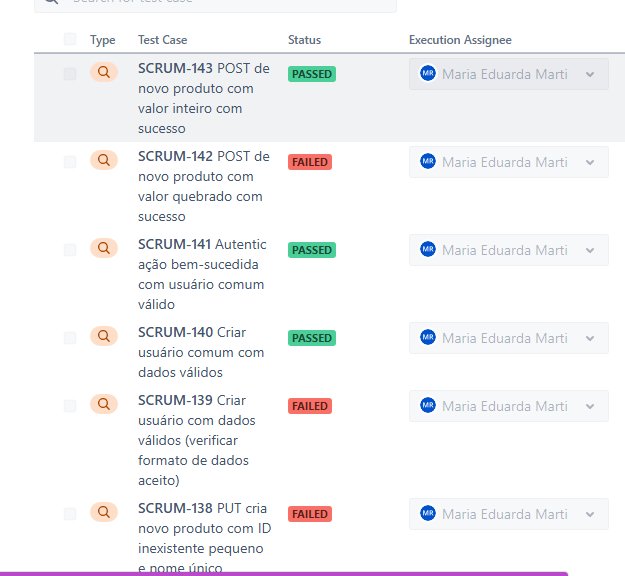 Search for test case
Type Test Case Status Execution Assignee
SCRUM-143 POST de
novo produto com
valor inteiro com
sucesso
PASSED
MR Maria Eduarda Marti
SCRUM-142 POST de
novo produto com
valor quebrado com
sucesso
FAILED
MR Maria Eduarda Marti
SCRUM-141 Autentic
ação bem-sucedida
com usuário comum
válido
PASSED
MR Maria Eduarda Marti
SCRUM-140 Criar
usuário comum com
dados válidos
PASSED
MR Maria Eduarda Marti
SCRUM-139 Criar
usuário com dados
válidos (verificar
formato de dados
aceito)
FAILED
MR Maria Eduarda Marti
SCRUM-138 PUT cria
novo produto com ID
inexistente pequeno
e nome único
FAILED
MR Maria Eduarda Marti